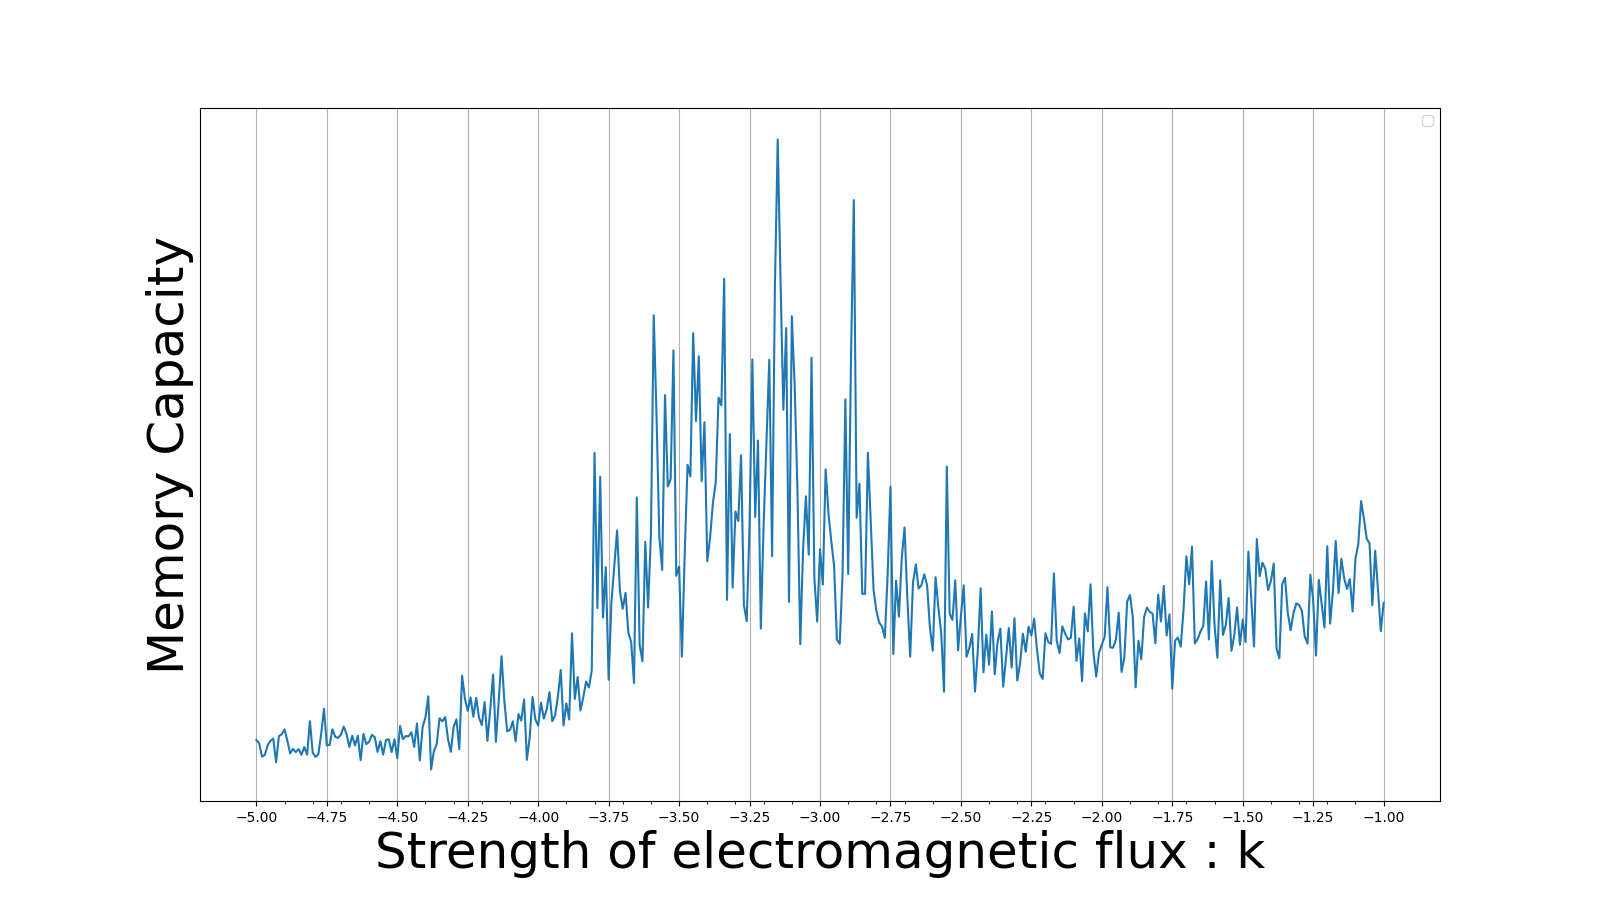 Memory Capacity
−5.00 −4.75 −4.50 −4.25 −4.00 −3.75 −3.50 −3.25 −3.00 −2.75 −2.50 −2.25 −2.00 −1.75 −1.50 −1.25 −1.00
Strength of electromagnetic flux : k